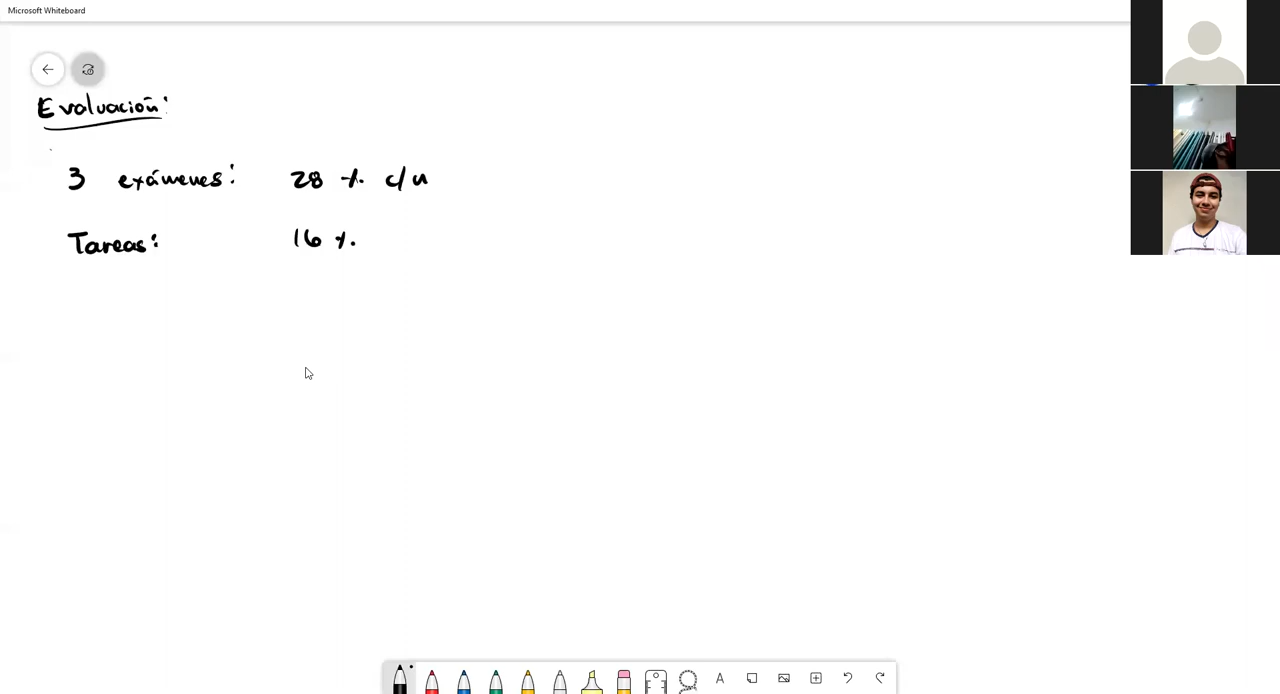 Microsoft Whiteboard
Evaluación:
3 exámenes: 28 % c/u
Tareas: 16 %